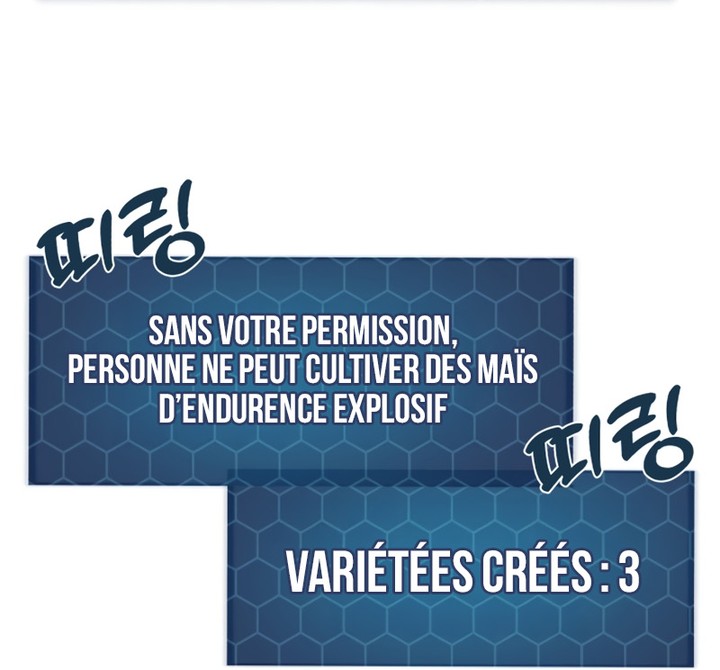 띠링
SANS VOTRE PERMISSION,
PERSONNE NE PEUT CULTIVER DES MAÏS
D'ENDURENCE EXPLOSIF
띠링
VARIÉTÉES CRÉÉS : 3